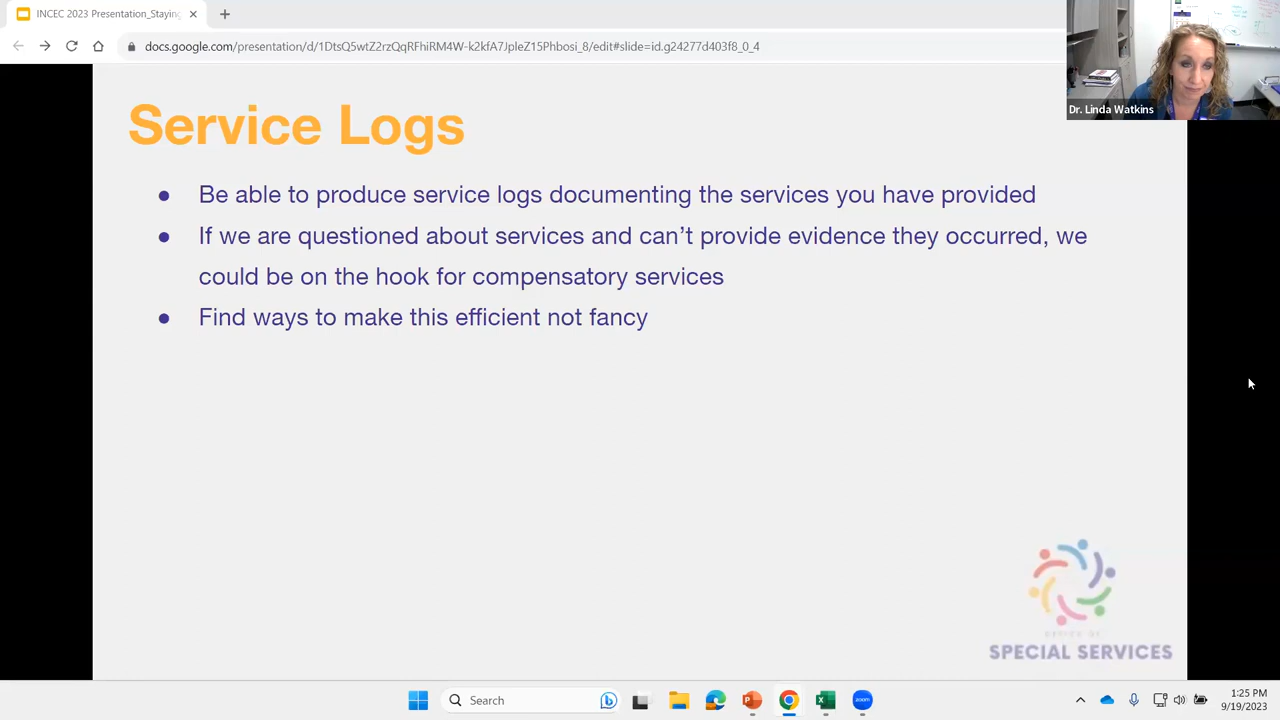 INCEC 2023 Presentation_Staying
docs.google.com/presentation/d/1DtsQ5wtZ2rzQqRFhiRM4W-k2kfA7JpleZ15Phbosi_8/edit#slide=id.g24277d403f8_0_4
Dr. Linda Watkins
Service Logs
● Be able to produce service logs documenting the services you have provided
● If we are questioned about services and can’t provide evidence they occurred, we
could be on the hook for compensatory services
● Find ways to make this efficient not fancy
SPECIAL SERVICES
Search
zoom
1:25 PM
9/19/2023